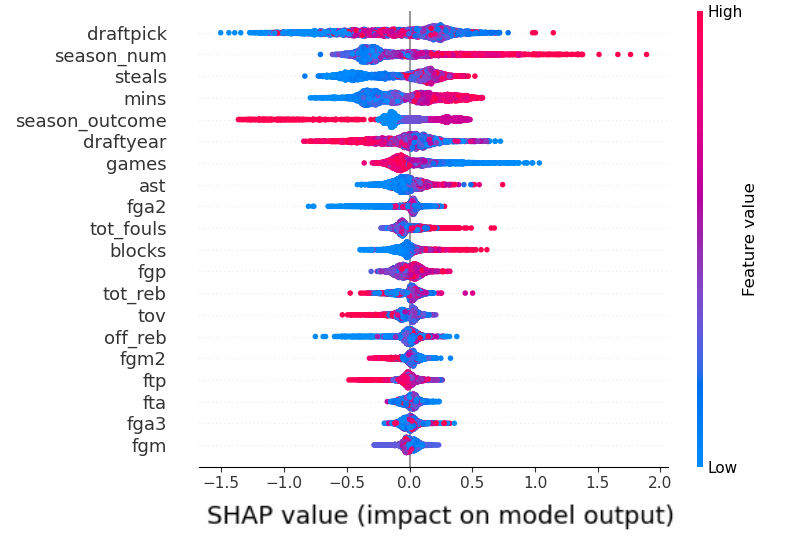 High
draftpick
season_num
steals
mins
season_outcome
draftyear
games
ast
fga2
tot_fouls
blocks
fgp
tot_reb
tov
off_reb
fgm2
ftp
fta
fga3
fgm
Feature value
Low
−1.5 −1.0 −0.5 0.0 0.5 1.0 1.5 2.0
SHAP value (impact on model output)